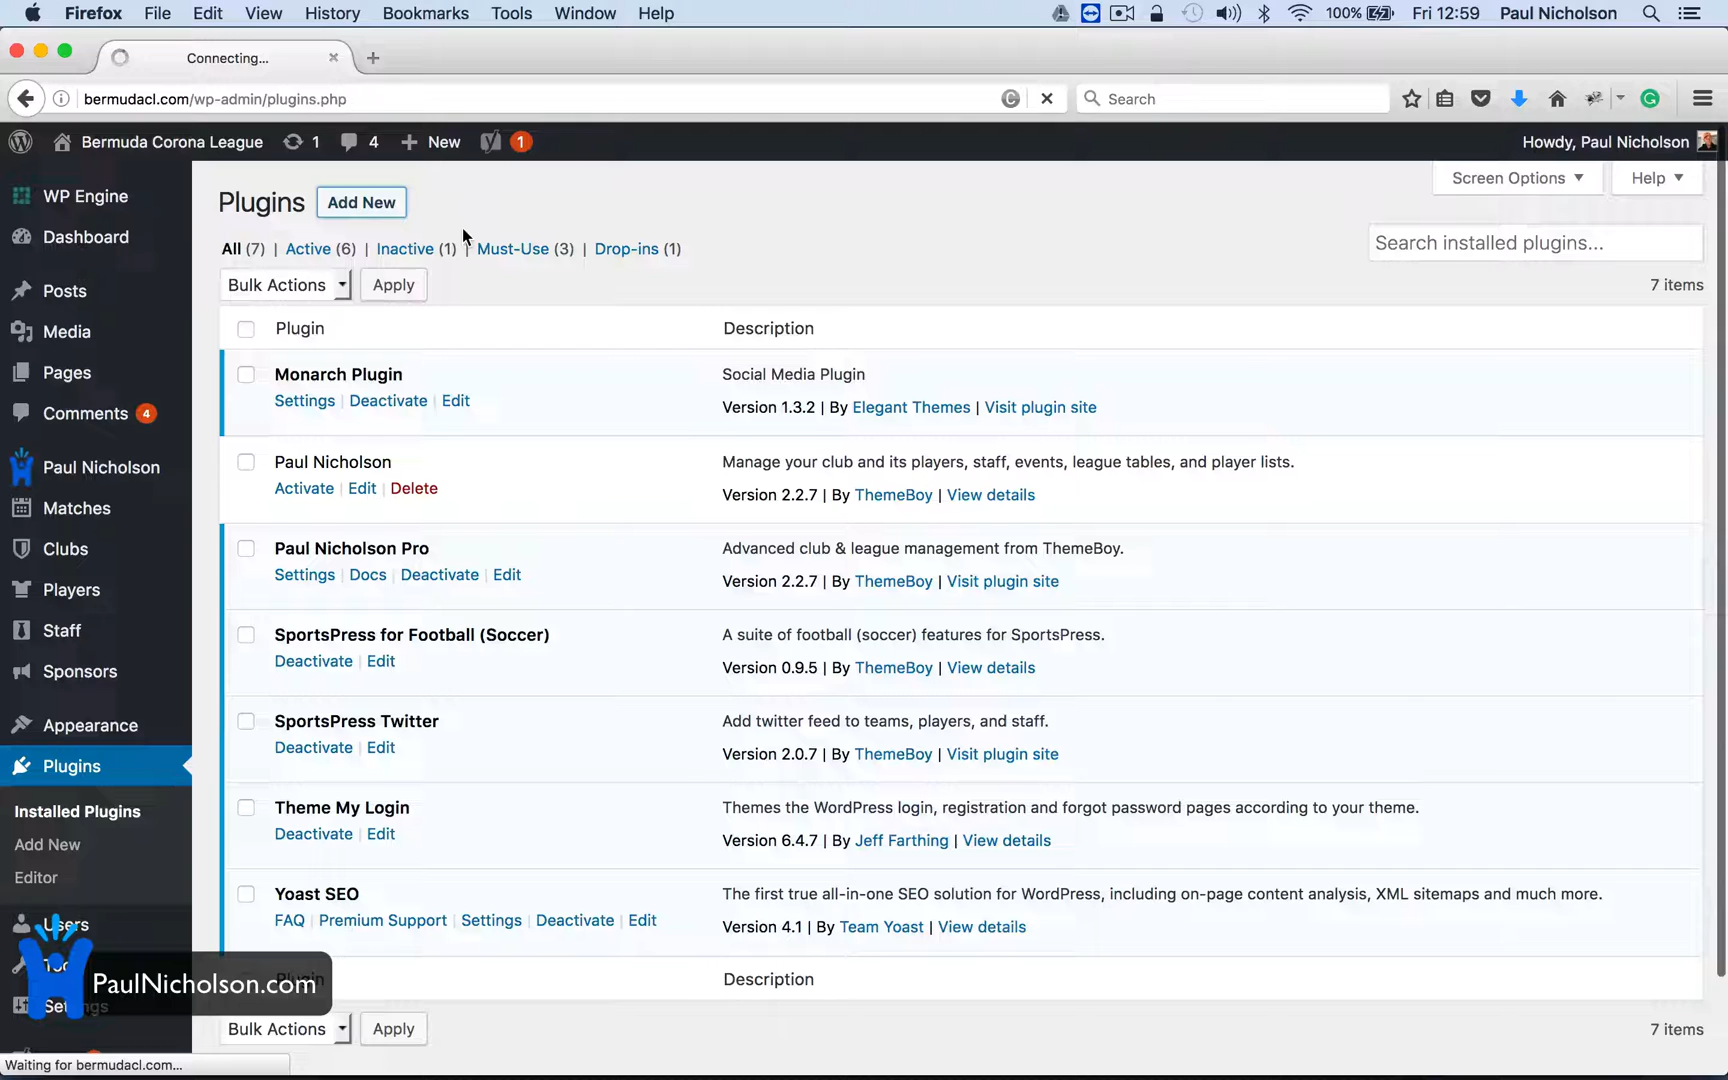 Firefox File Edit View History Bookmarks Tools Window Help 100% Fri 12:59 Paul Nicholson
Connecting...
bermudacl.com/wp-admin/plugins.php Search
Bermuda Corona League 1 4 New 1 Howdy, Paul Nicholson
WP Engine
Dashboard
Posts
Media
Pages
Comments 4
Paul Nicholson
Matches
Clubs
Players
Staff
Sponsors
Appearance
Plugins
Installed Plugins
Add New
Editor
Users
Settings
Screen Options Help
Plugins Add New
All (7) | Active (6) | Inactive (1) | Must-Use (3) | Drop-ins (1)
Search installed plugins...
Bulk Actions Apply 7 items
Plugin Description
Monarch Plugin Social Media Plugin
Settings | Deactivate | Edit Version 1.3.2 | By Elegant Themes | Visit plugin site
Paul Nicholson Manage your club and its players, staff, events, league tables, and player lists.
Activate | Edit | Delete Version 2.2.7 | By ThemeBoy | View details
Paul Nicholson Pro Advanced club & league management from ThemeBoy.
Settings | Docs | Deactivate | Edit Version 2.2.7 | By ThemeBoy | Visit plugin site
SportsPress for Football (Soccer) A suite of football (soccer) features for SportsPress.
Deactivate | Edit Version 0.9.5 | By ThemeBoy | View details
SportsPress Twitter Add twitter feed to teams, players, and staff.
Deactivate | Edit Version 2.0.7 | By ThemeBoy | Visit plugin site
Theme My Login Themes the WordPress login, registration and forgot password pages according to your theme.
Deactivate | Edit Version 6.4.7 | By Jeff Farthing | View details
Yoast SEO The first true all-in-one SEO solution for WordPress, including on-page content analysis, XML sitemaps and much more.
FAQ | Premium Support | Settings | Deactivate | Edit Version 4.1 | By Team Yoast | View details
Plugin Description
Bulk Actions Apply 7 items
PaulNicholson.com
Waiting for bermudacl.com...